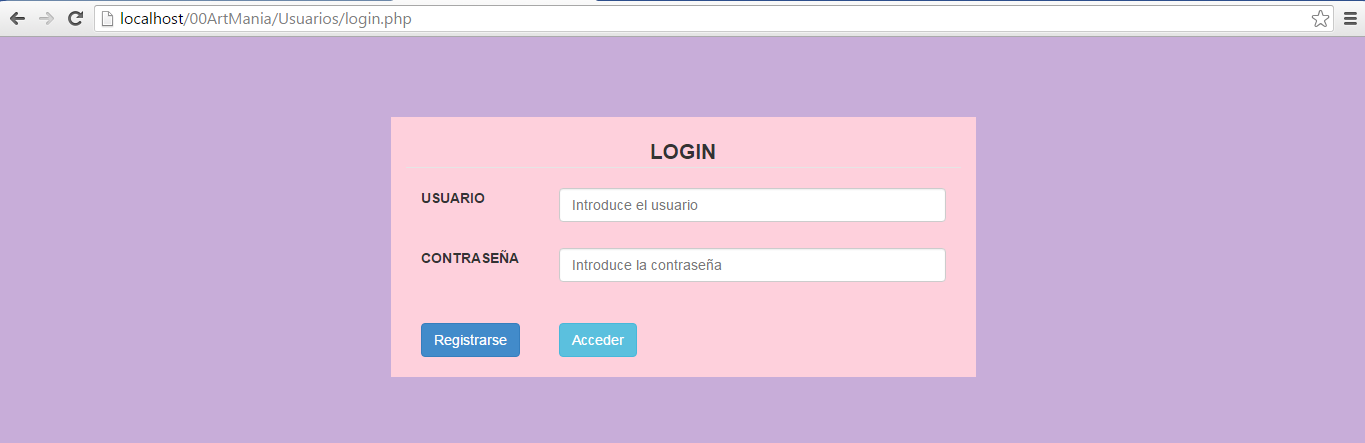 localhost/00ArtMania/Usuarios/login.php
LOGIN
USUARIO
Introduce el usuario
CONTRASEÑA
Introduce la contraseña
Registrarse
Acceder